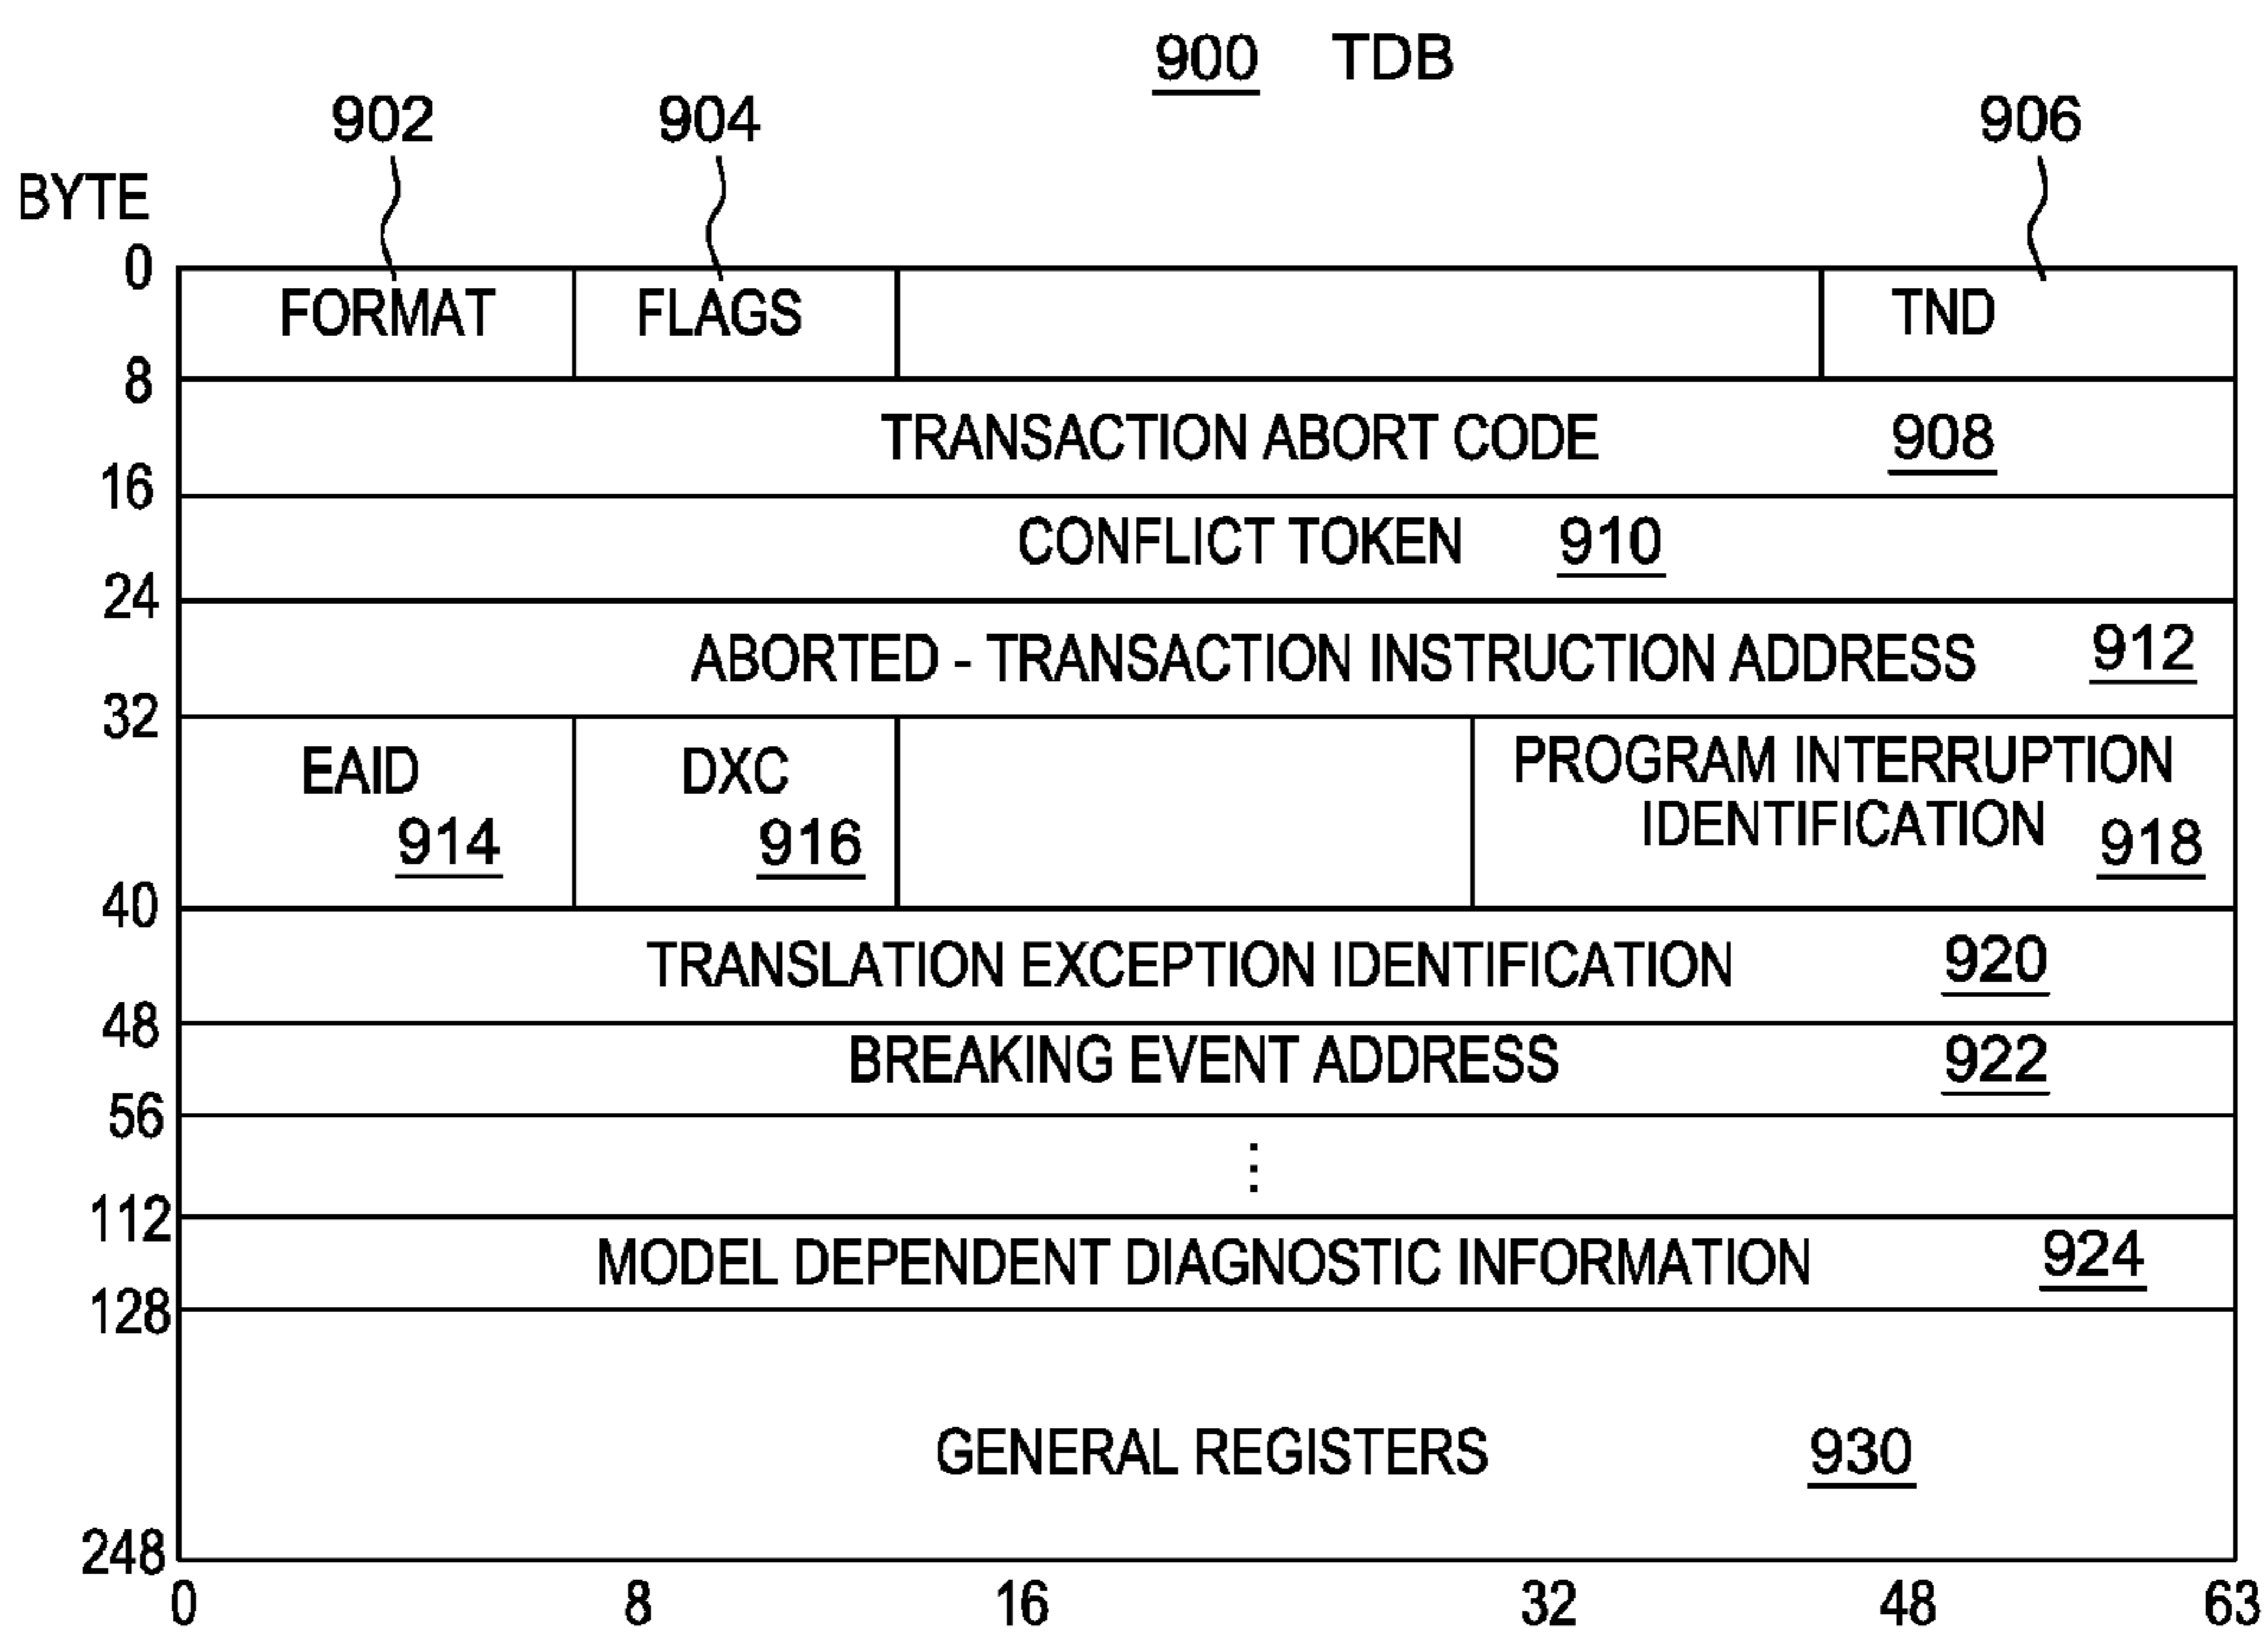 900 TDB
902 904 906
BYTE
0
FORMAT FLAGS TND
8
TRANSACTION ABORT CODE 908
16
CONFLICT TOKEN 910
24
ABORTED - TRANSACTION INSTRUCTION ADDRESS 912
32
EAID DXC PROGRAM INTERRUPTION
IDENTIFICATION
914 916 918
40
TRANSLATION EXCEPTION IDENTIFICATION 920
48
BREAKING EVENT ADDRESS 922
56
⋮
112
MODEL DEPENDENT DIAGNOSTIC INFORMATION 924
128
GENERAL REGISTERS 930
248
0 8 16 32 48 63